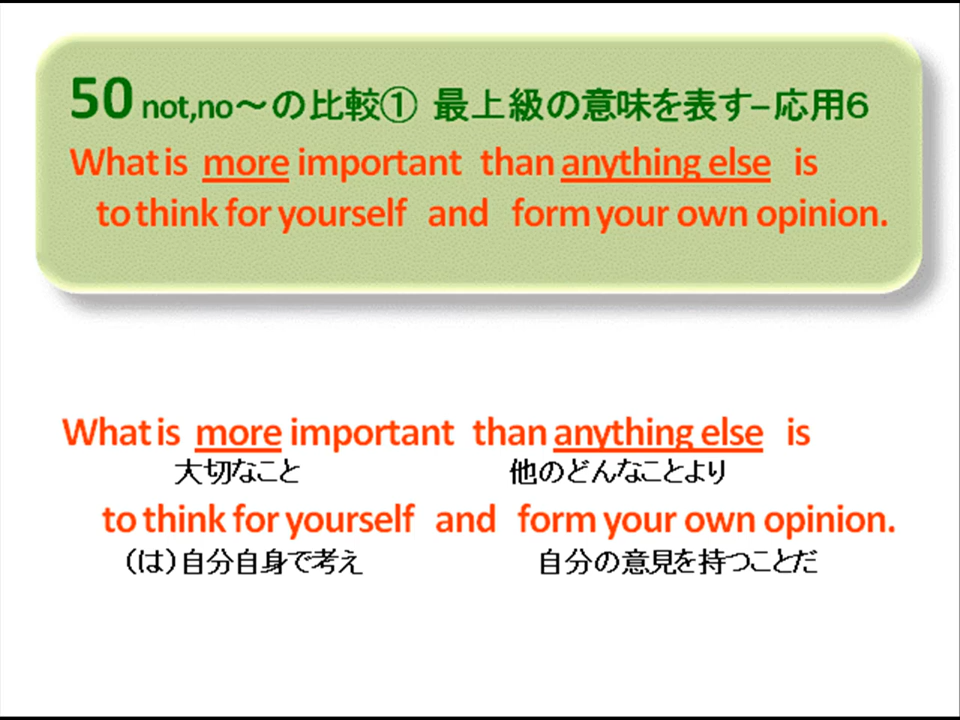 50 not,no～の比較① 最上級の意味を表す–応用６
What is more important than anything else is
to think for yourself and form your own opinion.
What is more important than anything else is
大切なこと 他のどんなことより
to think for yourself and form your own opinion.
（は）自分自身で考え 自分の意見を持つことだ